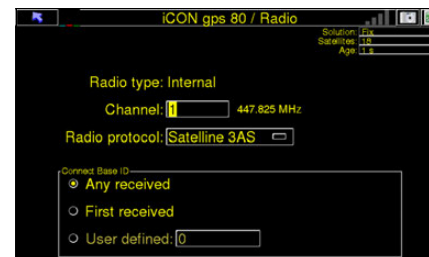 iCON gps 80 / Radio
Solution: Fix
Satellites: 18
Age: 1 s
Radio type: Internal
Channel: 1 447.825 MHz
Radio protocol: Satelline 3AS
Connect Base ID
Any received
First received
User defined: 0